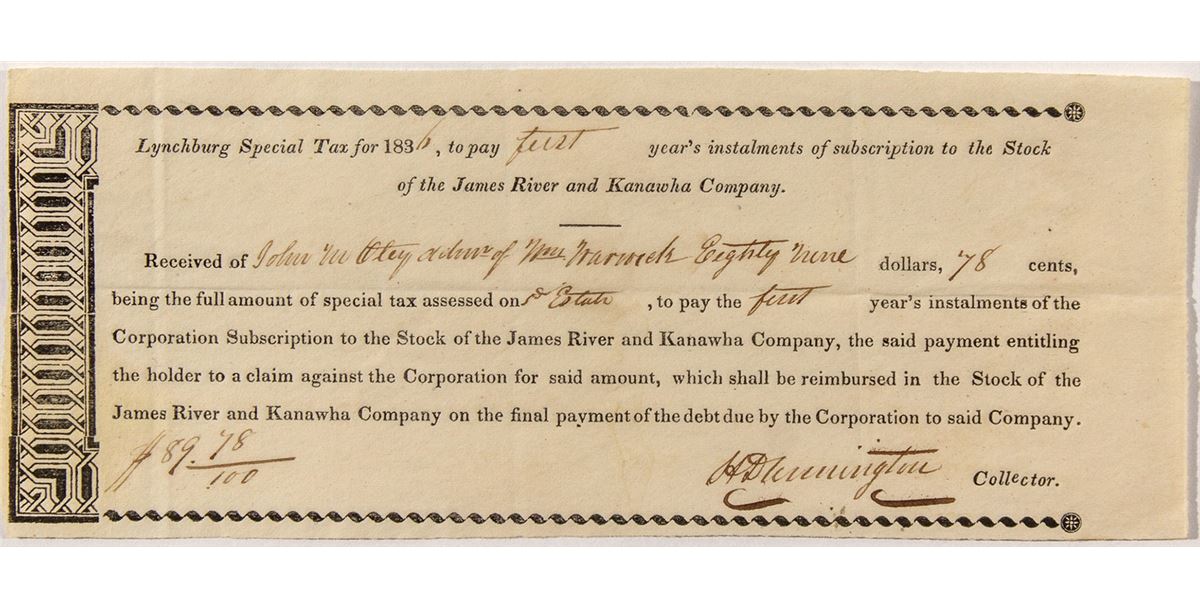 Lynchburg Special Tax for 1836, to pay first year's instalments of subscription to the Stock
of the James River and Kanawha Company.
Received of John M Otey admr of Wm Warwick Eighty Nine dollars, 78 cents,
being the full amount of special tax assessed on sd Estate, to pay the first year's instalments of the
Corporation Subscription to the Stock of the James River and Kanawha Company, the said payment entitling
the holder to a claim against the Corporation for said amount, which shall be reimbursed in the Stock of the
James River and Kanawha Company on the final payment of the debt due by the Corporation to said Company.
$89.78/100
Collector.